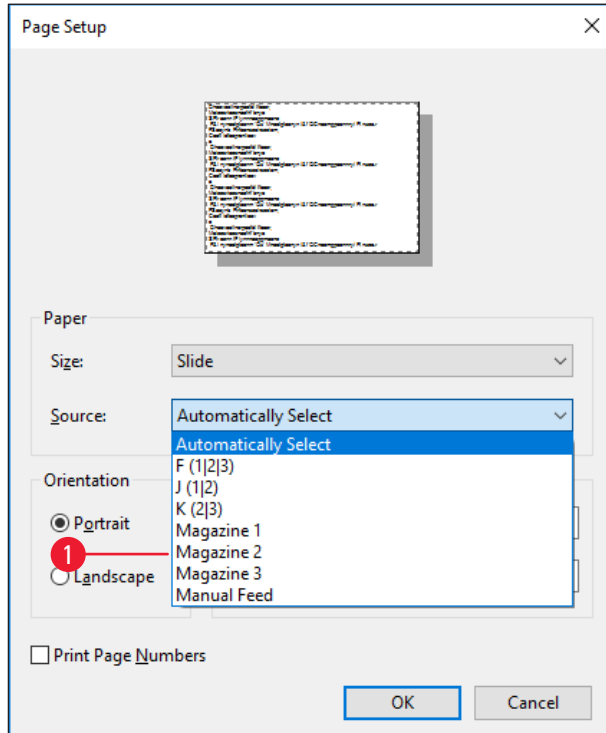 Page Setup
Paper
Size: Slide
Source: Automatically Select
Automatically Select
F (1|2|3)
J (1|2)
K (2|3)
Orientation
Portrait
Magazine 1
1 Magazine 2
Landscape
Magazine 3
Manual Feed
Print Page Numbers
OK Cancel